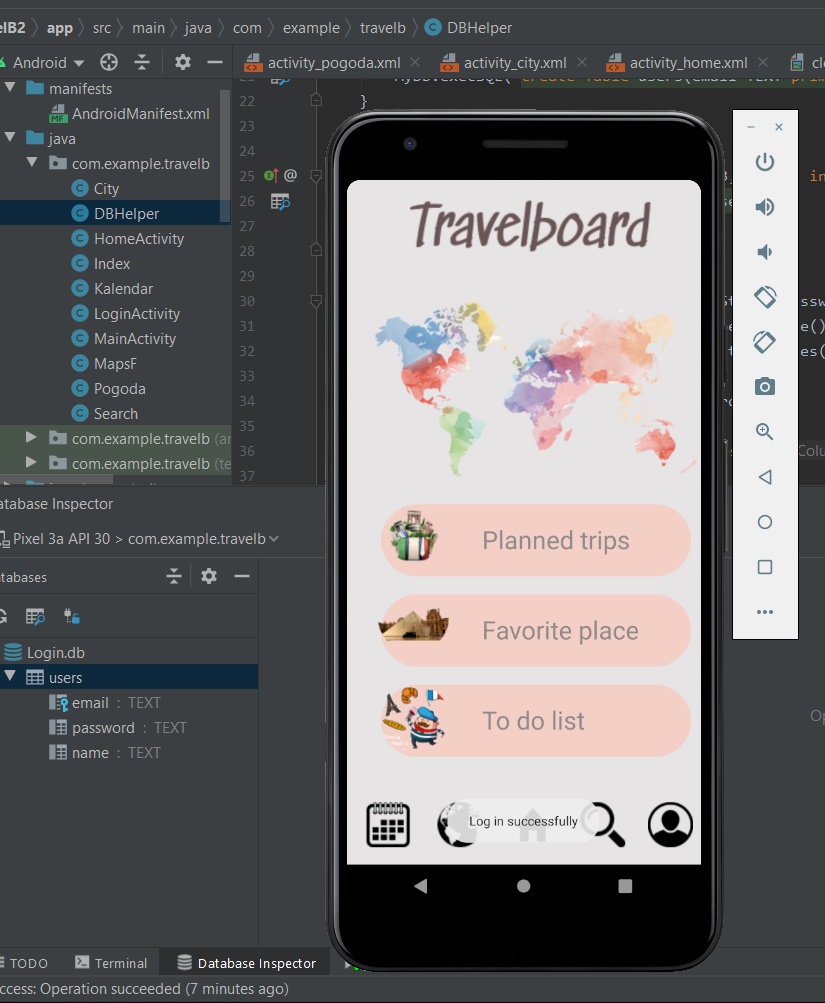 elB2 app src main java com example travelb DBHelper
Android activity_pogoda.xml activity_city.xml activity_home.xml
manifests
AndroidManifest.xml
java
com.example.travelb
City
DBHelper
HomeActivity
Index
Kalendar
LoginActivity
MainActivity
MapsF
Pogoda
Search
com.example.travelb
com.example.travelb
22 }
23
24
25
26
27
28
29
30
31
32
33
34
35
36
37
Database Inspector
Pixel 3a API 30 > com.example.travelb
Databases
Login.db
users
email : TEXT
password : TEXT
name : TEXT
Travelboard
Planned trips
Favorite place
To do list
Log in successfully
TODO Terminal Database Inspector
ccess: Operation succeeded (7 minutes ago)